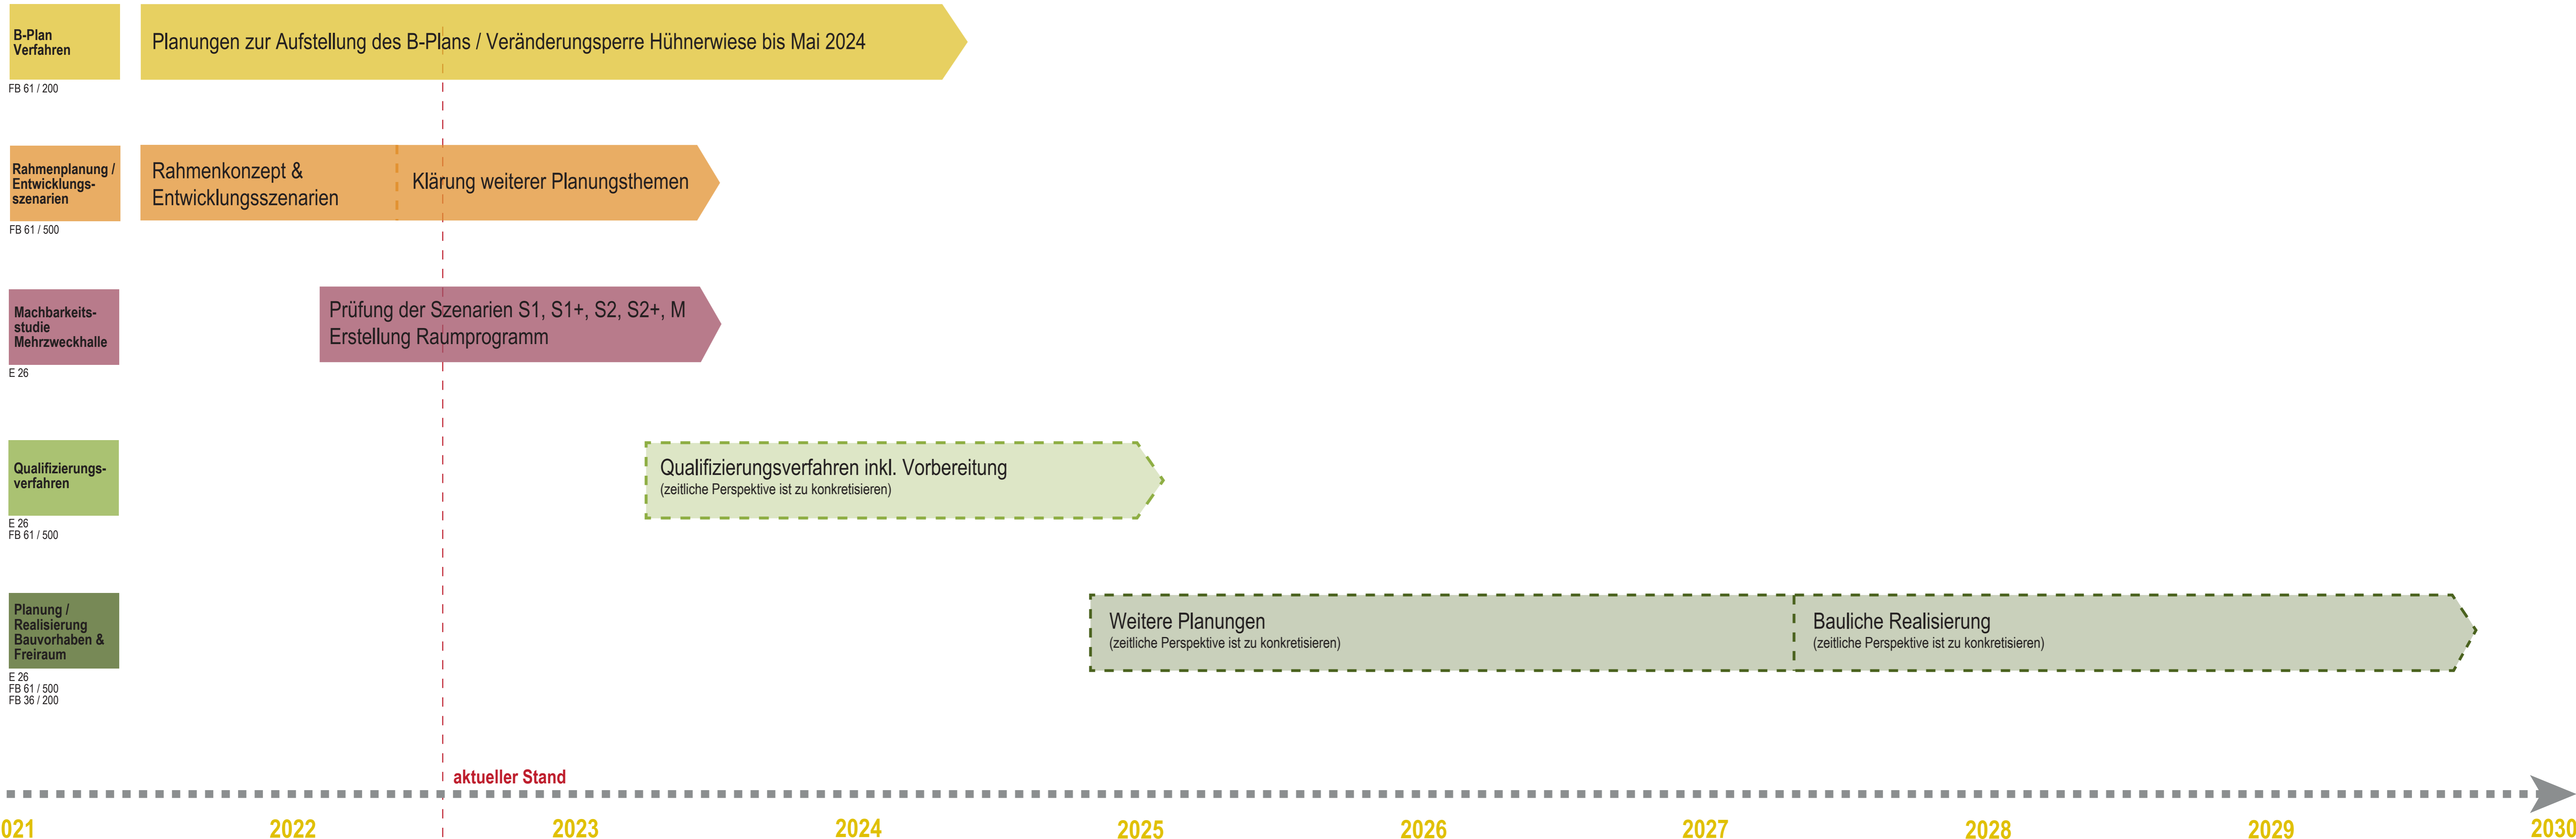 B-Plan
Verfahren
FB 61 / 200
Planungen zur Aufstellung des B-Plans / Veränderungsperre Hühnerwiese bis Mai 2024
Rahmenplanung /
Entwicklungs-
szenarien
FB 61 / 500
Rahmenkonzept &
Entwicklungsszenarien
Klärung weiterer Planungsthemen
Machbarkeits-
studie
Mehrzweckhalle
E 26
Prüfung der Szenarien S1, S1+, S2, S2+, M
Erstellung Raumprogramm
Qualifizierungs-
verfahren
E 26
FB 61 / 500
Qualifizierungsverfahren inkl. Vorbereitung
(zeitliche Perspektive ist zu konkretisieren)
Planung /
Realisierung
Bauvorhaben &
Freiraum
E 26
FB 61 / 500
FB 36 / 200
Weitere Planungen
(zeitliche Perspektive ist zu konkretisieren)
Bauliche Realisierung
(zeitliche Perspektive ist zu konkretisieren)
aktueller Stand
021 2022 2023 2024 2025 2026 2027 2028 2029 2030